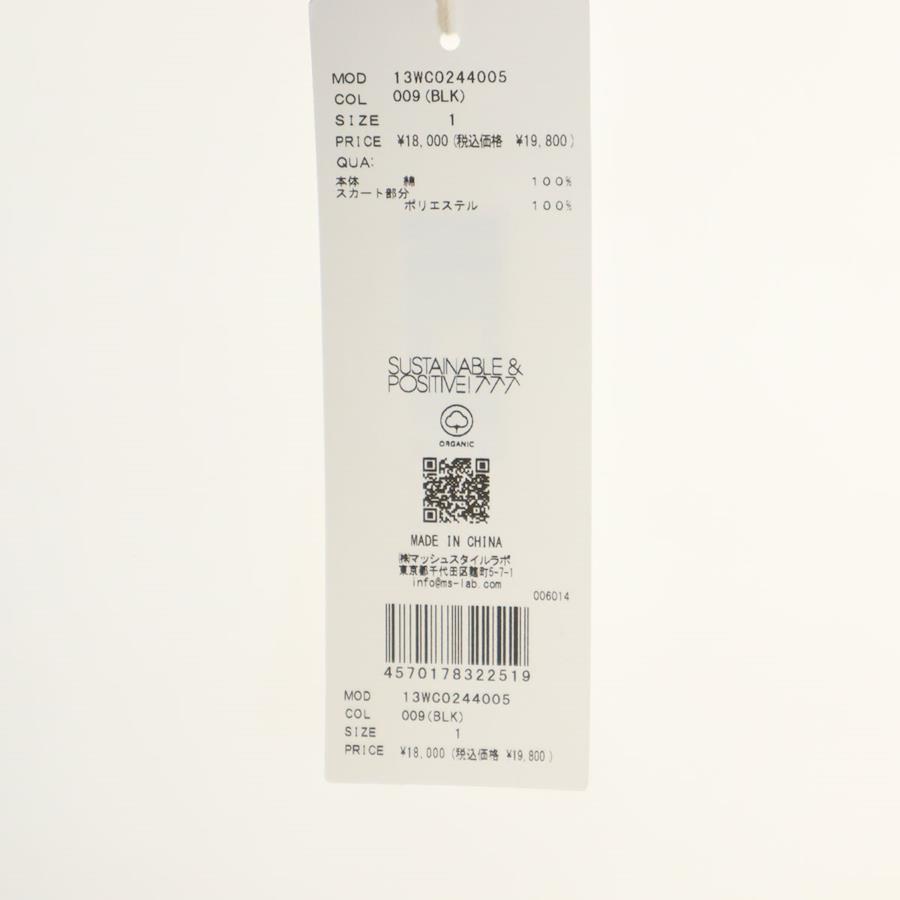 MOD 13WCO244005
COL 009(BLK)
SIZE 1
PRICE ¥18,000(税込価格 ¥19,800)
QUA:
本体 綿 100%
スカート部分
ポリエステル 100%
SUSTAINABLE &
POSITIVE!
ORGANIC
MADE IN CHINA
㈱マッシュスタイルラボ
東京都千代田区麹町5-7-1
info@ms-lab.com
006014
4570178322519
MOD 13WCO244005
COL 009(BLK)
SIZE 1
PRICE ¥18,000(税込価格 ¥19,800)